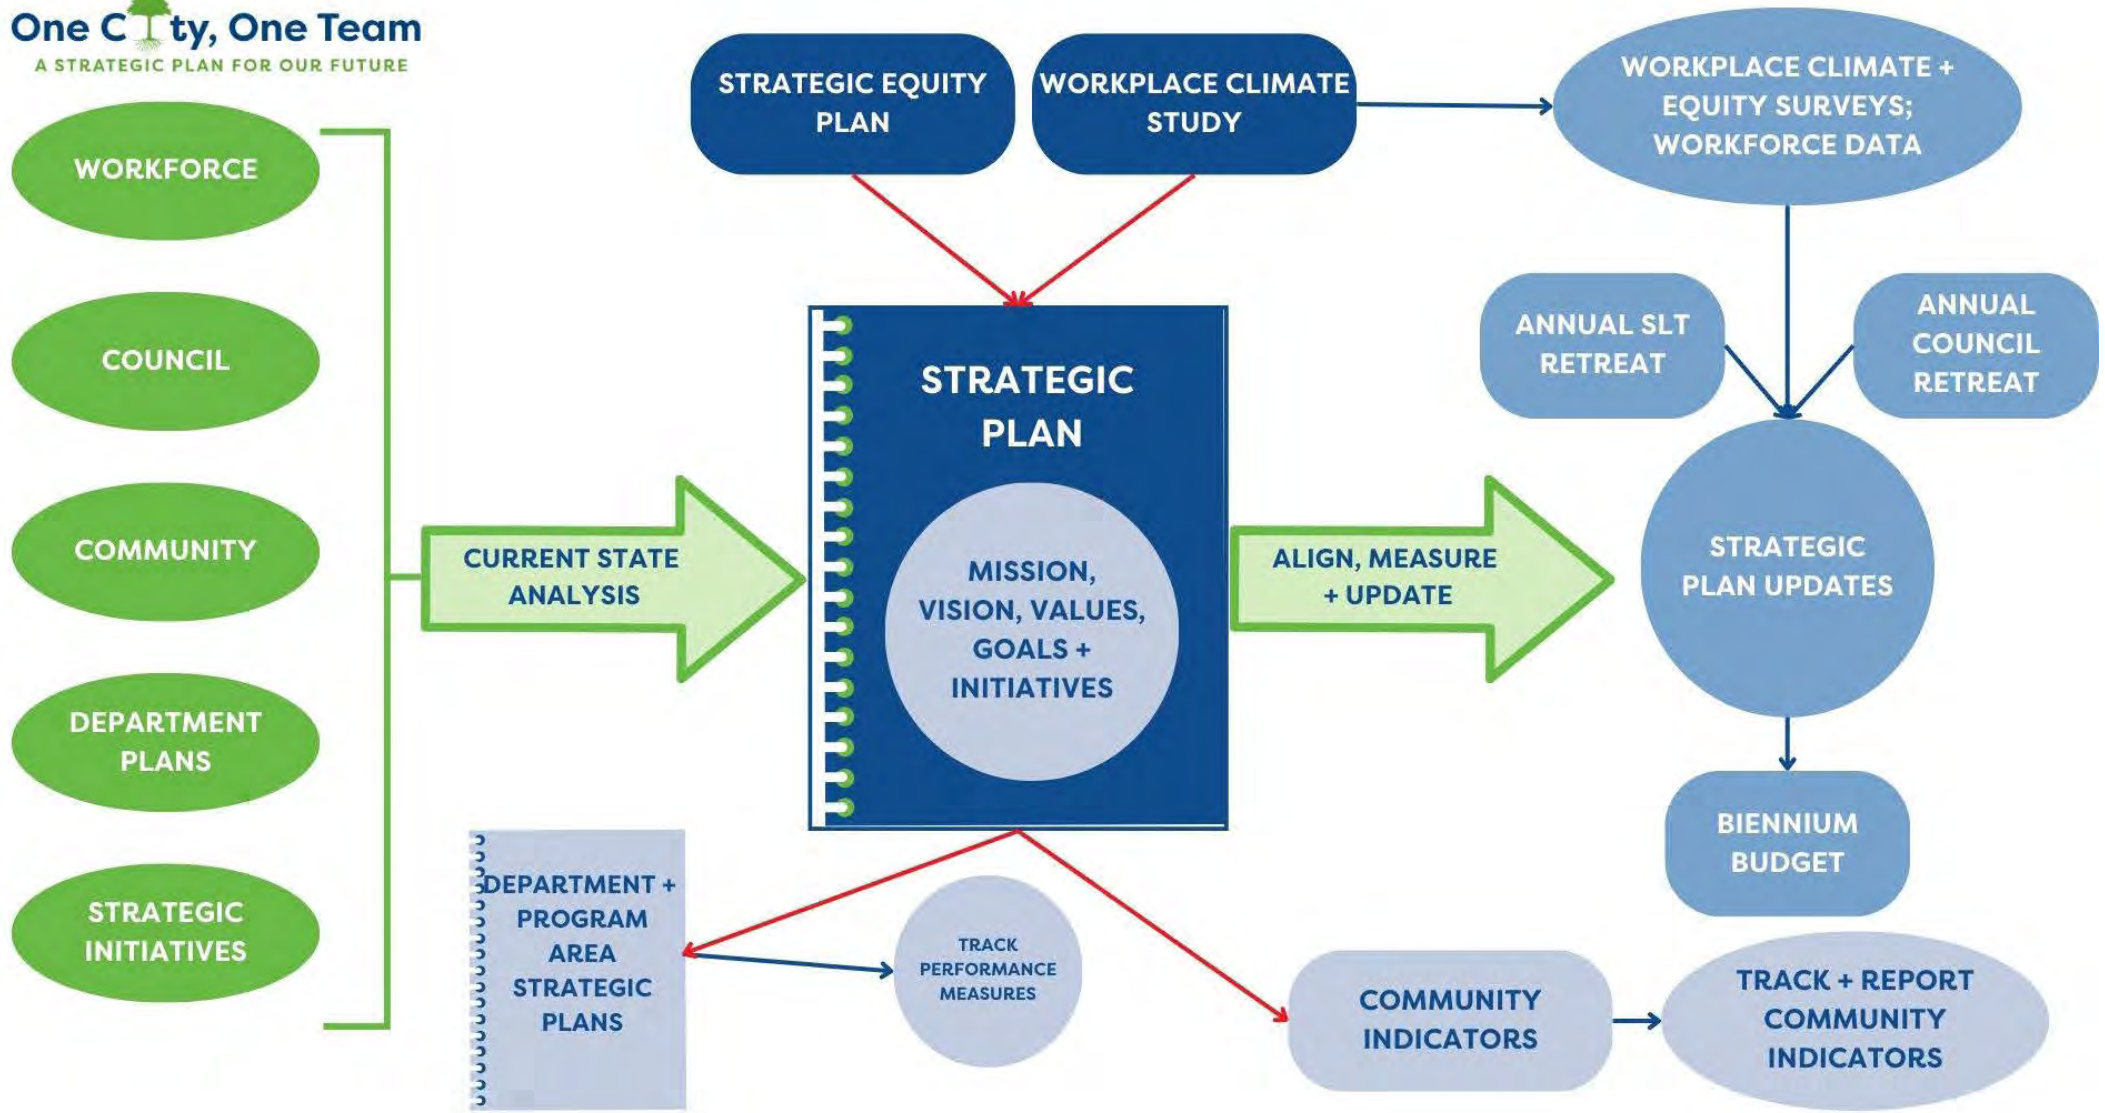 One City, One Team
A STRATEGIC PLAN FOR OUR FUTURE
WORKFORCE
COUNCIL
COMMUNITY
DEPARTMENT
PLANS
STRATEGIC
INITIATIVES
CURRENT STATE
ANALYSIS
STRATEGIC EQUITY
PLAN
WORKPLACE CLIMATE
STUDY
STRATEGIC
PLAN
MISSION,
VISION, VALUES,
GOALS +
INITIATIVES
DEPARTMENT +
PROGRAM
AREA
STRATEGIC
PLANS
TRACK
PERFORMANCE
MEASURES
ALIGN, MEASURE
+ UPDATE
WORKPLACE CLIMATE +
EQUITY SURVEYS;
WORKFORCE DATA
ANNUAL SLT
RETREAT
ANNUAL
COUNCIL
RETREAT
STRATEGIC
PLAN UPDATES
BIENNIUM
BUDGET
COMMUNITY
INDICATORS
TRACK + REPORT
COMMUNITY
INDICATORS